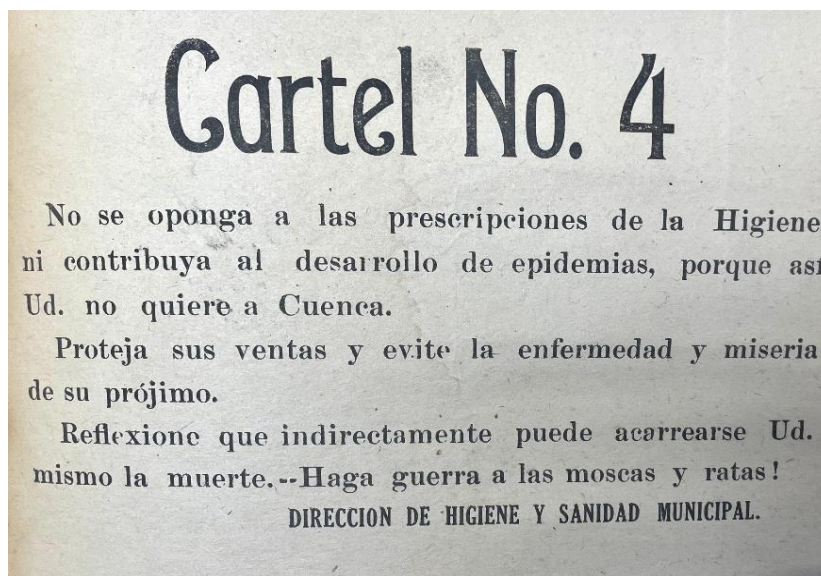 Cartel No. 4
No se oponga a las prescripciones de la Higiene
ni contribuya al desarrollo de epidemias, porque así
Ud. no quiere a Cuenca.
Proteja sus ventas y evite la enfermedad y miseria
de su prójimo.
Reflexione que indirectamente puede acarrearse Ud.
mismo la muerte.--Haga guerra a las moscas y ratas!
DIRECCION DE HIGIENE Y SANIDAD MUNICIPAL.